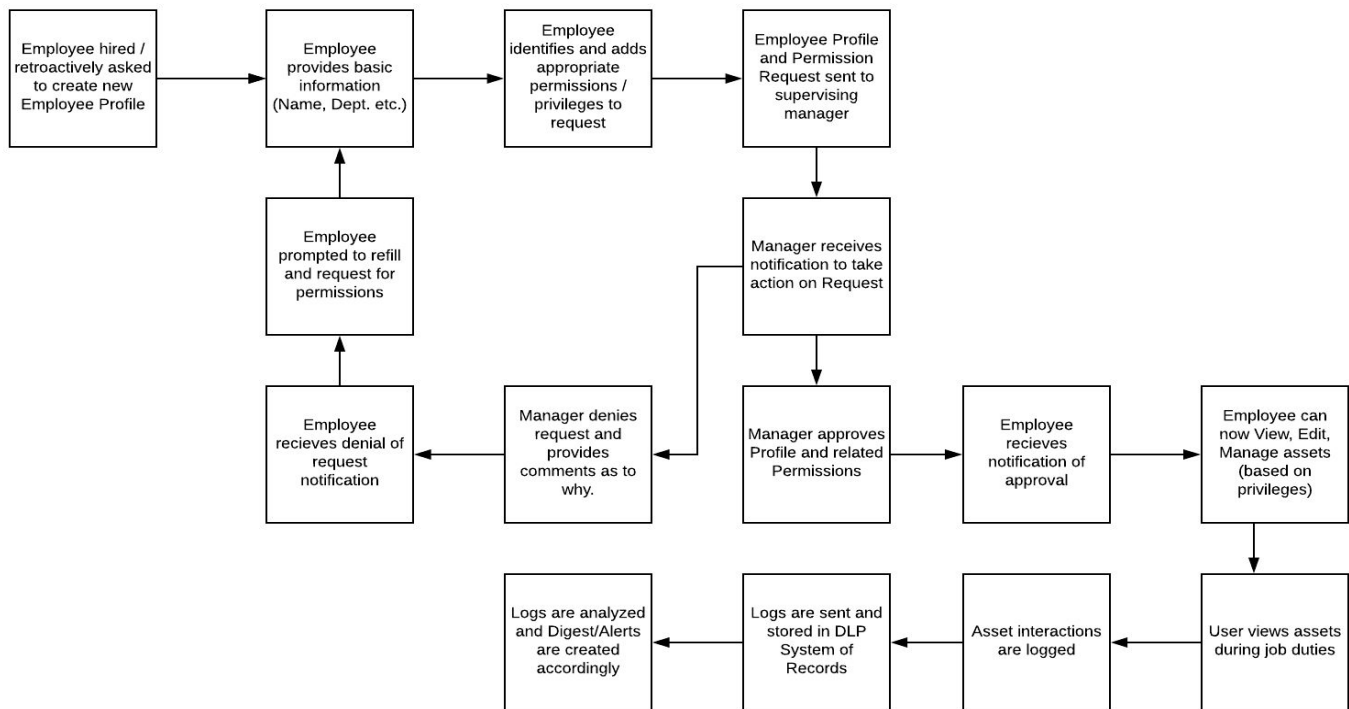 Employee hired /
retroactively asked
to create new
Employee Profile
Employee
provides basic
information
(Name, Dept. etc.)
Employee
identifies and adds
appropriate
permissions /
privileges to
request
Employee Profile
and Permission
Request sent to
supervising
manager
Employee
prompted to refill
and request for
permissions
Manager receives
notification to take
action on Request
Employee
recieves denial of
request
notification
Manager denies
request and
provides
comments as to
why.
Manager approves
Profile and related
Permissions
Employee
recieves
notification of
approval
Employee can
now View, Edit,
Manage assets
(based on
privileges)
Logs are analyzed
and Digest/Alerts
are created
accordingly
Logs are sent and
stored in DLP
System of
Records
Asset interactions
are logged
User views assets
during job duties